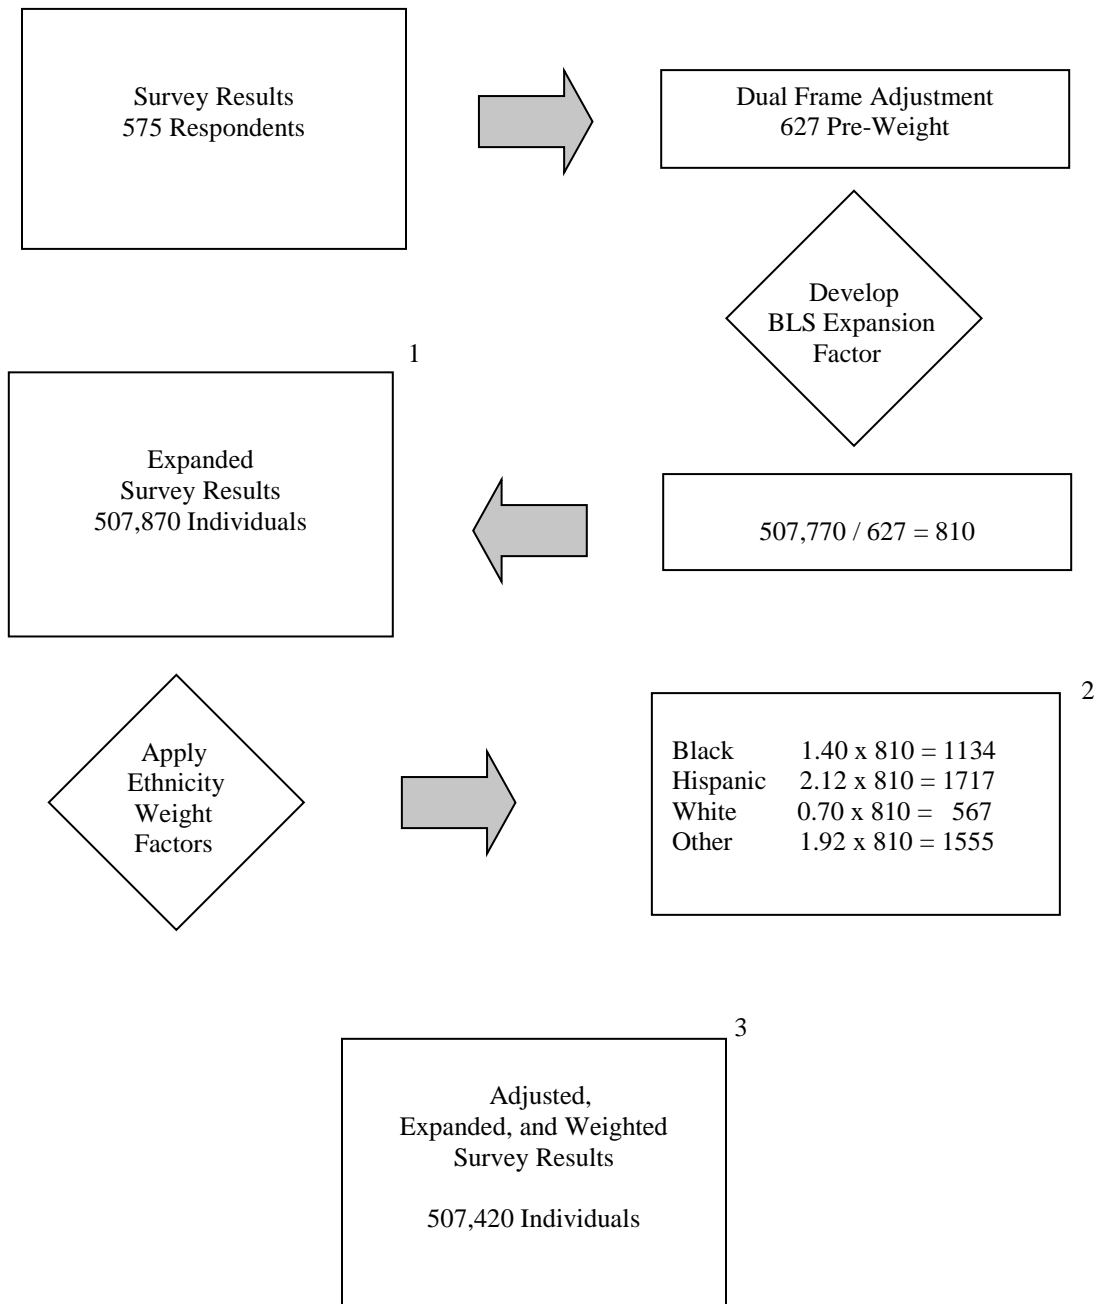 Survey Results
575 Respondents
Dual Frame Adjustment
627 Pre-Weight
Develop
BLS Expansion
Factor
507,770 / 627 = 810
1
Expanded
Survey Results
507,870 Individuals
Apply
Ethnicity
Weight
Factors
2
Black 1.40 x 810 = 1134
Hispanic 2.12 x 810 = 1717
White 0.70 x 810 = 567
Other 1.92 x 810 = 1555
3
Adjusted,
Expanded, and Weighted
Survey Results
507,420 Individuals